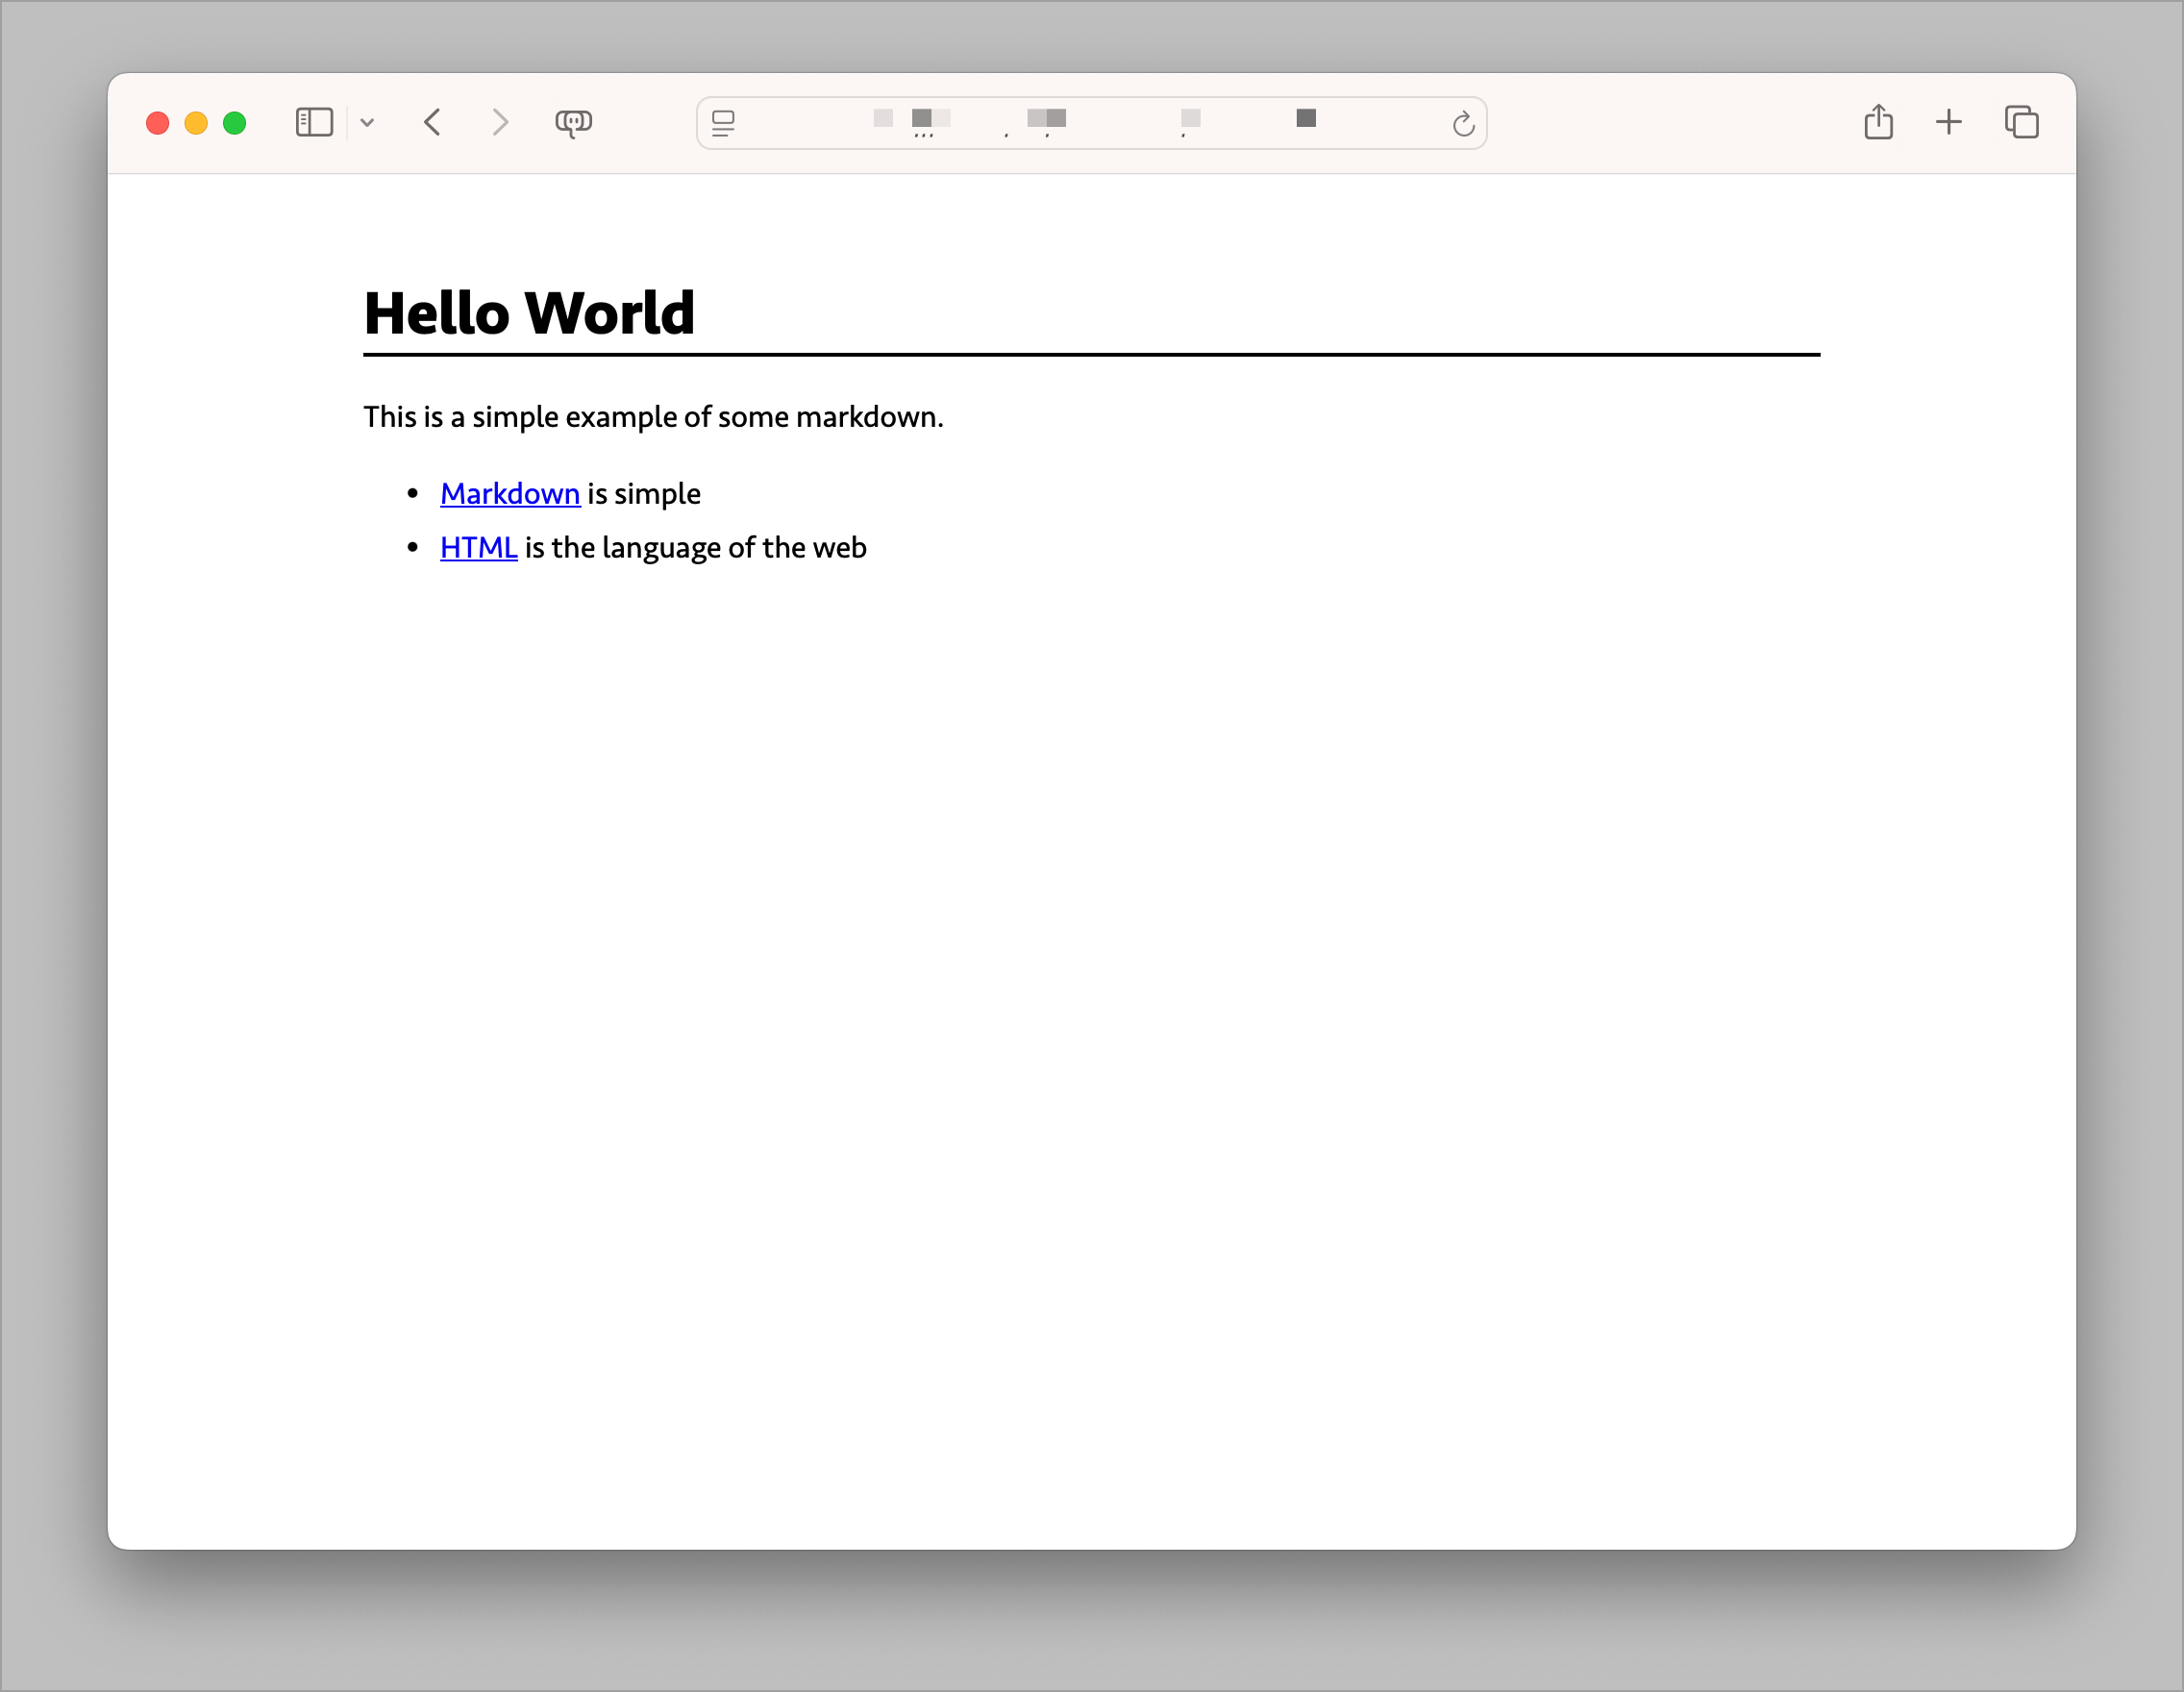 Hello World
This is a simple example of some markdown.
Markdown is simple
HTML is the language of the web